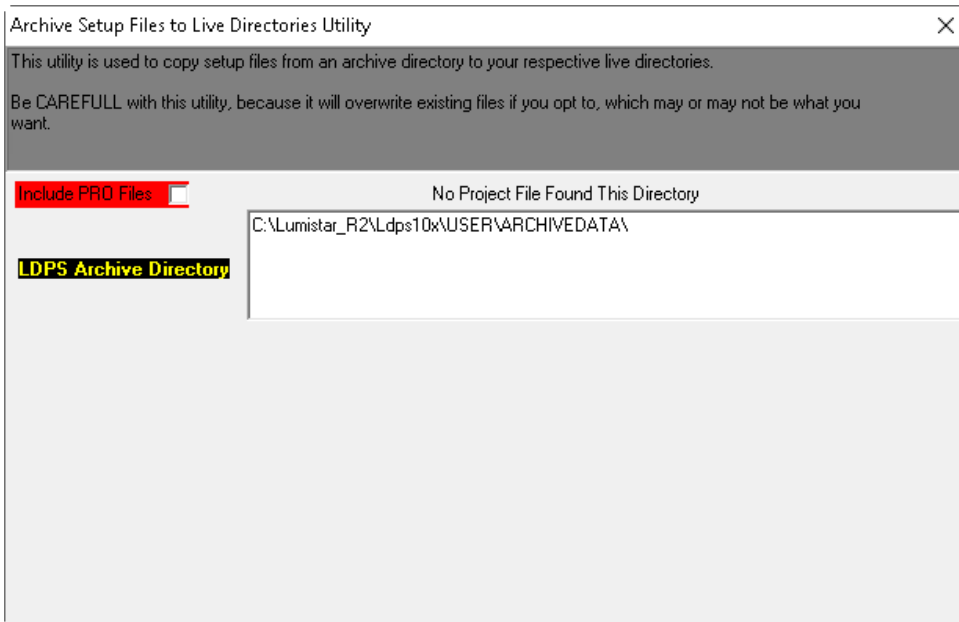 Archive Setup Files to Live Directories Utility
This utility is used to copy setup files from an archive directory to your respective live directories.
Be CAREFULL with this utility, because it will overwrite existing files if you opt to, which may or may not be what you
want.
Include PRO Files
No Project File Found This Directory
C:\Lumistar_R2\Ldps10x\USER\ARCHIVEDATA\
LDPS Archive Directory